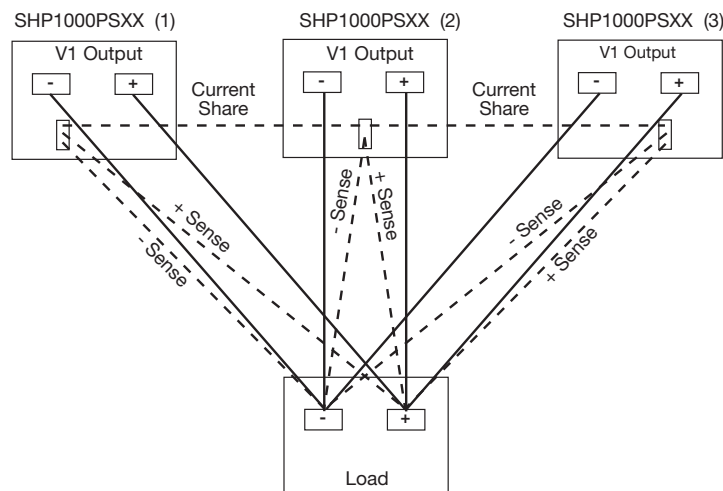 SHP1000PSXX (1)
SHP1000PSXX (2)
SHP1000PSXX (3)
V1 Output
V1 Output
V1 Output
- +
- +
- +
Current
Share
Current
Share
+ Sense
- Sense
- Sense
+ Sense
- Sense
+ Sense
- +
Load